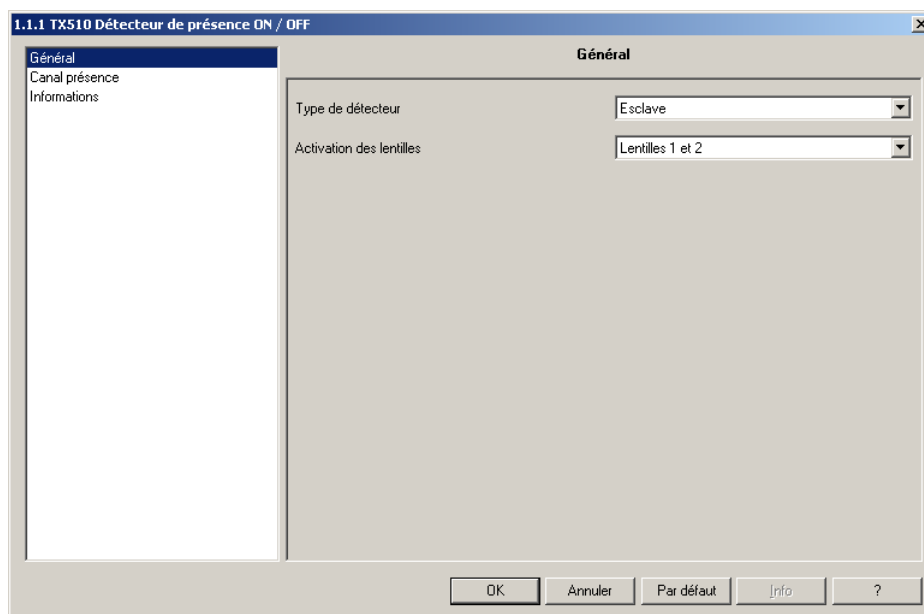 1.1.1 TX510 Détecteur de présence ON / OFF
Général
Canal présence
Informations
Général
Type de détecteur
Esclave
Activation des lentilles
Lentilles 1 et 2
OK
Annuler
Par défaut
Info
?